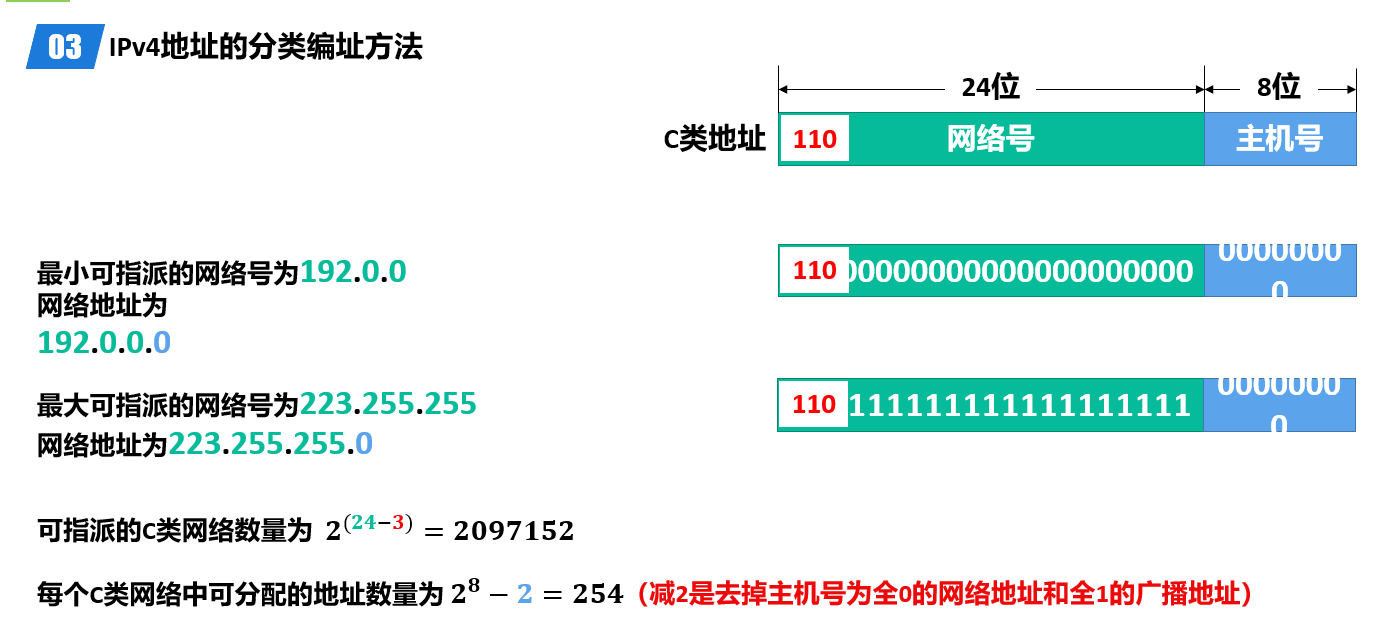 03 IPv4地址的分类编址方法
24位 8位
C类地址 110 网络号 主机号
最小可指派的网络号为192.0.0
网络地址为
192.0.0.0
110 000000000000000000000 0000000
0
最大可指派的网络号为223.255.255
网络地址为223.255.255.0
110 111111111111111111111 0000000
0
可指派的C类网络数量为 2^(24−3) = 2097152
每个C类网络中可分配的地址数量为 2^8 − 2 = 254（减2是去掉主机号为全0的网络地址和全1的广播地址）